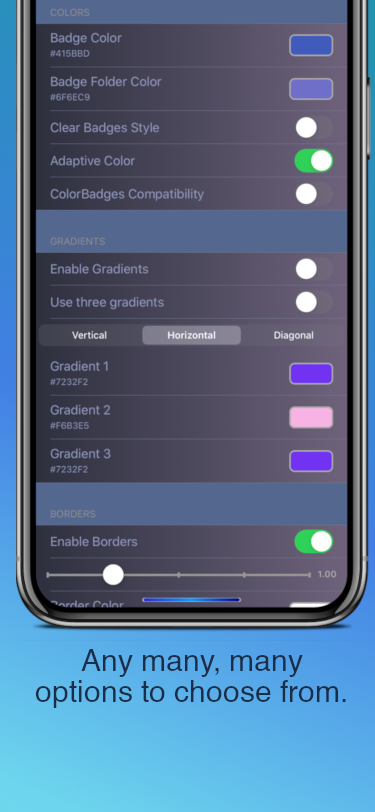 COLORS
Badge Color
#415BBD
Badge Folder Color
#6F6EC9
Clear Badges Style
Adaptive Color
ColorBadges Compatibility
GRADIENTS
Enable Gradients
Use three gradients
Vertical Horizontal Diagonal
Gradient 1
#7232F2
Gradient 2
#F6B3E5
Gradient 3
#7232F2
BORDERS
Enable Borders
1.00
Border Color
Any many, many
options to choose from.